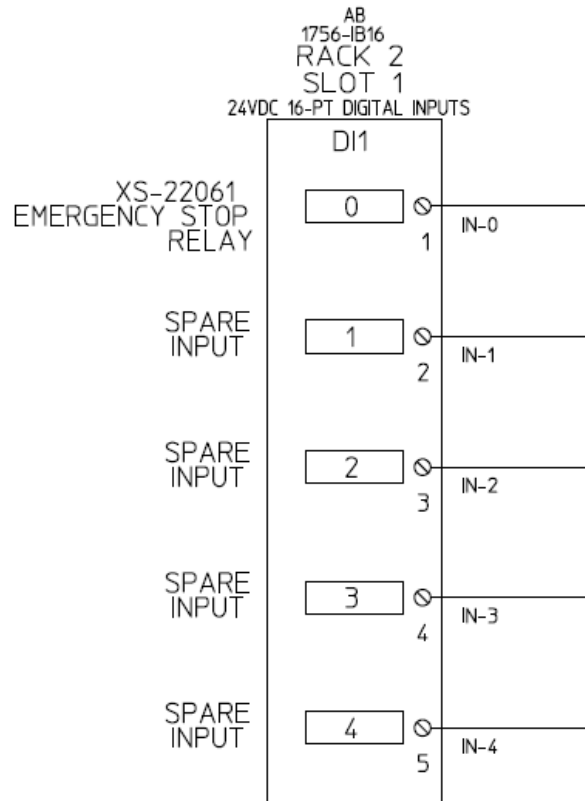 AB
1756-IB16
RACK 2
SLOT 1
24VDC 16-PT DIGITAL INPUTS
DI1
XS-22061
EMERGENCY STOP
RELAY
0
1
IN-0
SPARE
INPUT
1
2
IN-1
SPARE
INPUT
2
3
IN-2
SPARE
INPUT
3
4
IN-3
SPARE
INPUT
4
5
IN-4